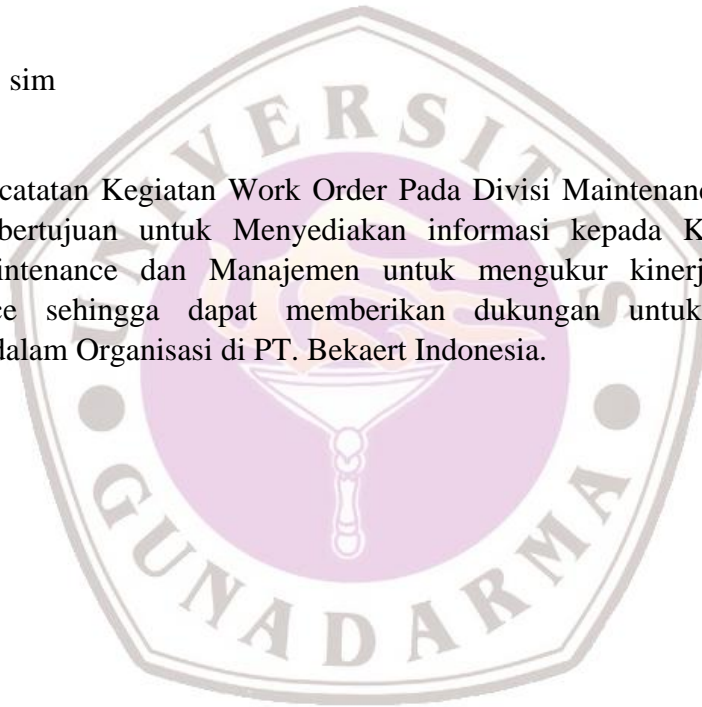 sim
catatan Kegiatan Work Order Pada Divisi Maintenanc
bertujuan untuk Menyediakan informasi kepada K
intenance dan Manajemen untuk mengukur kinerj
ce sehingga dapat memberikan dukungan untuk
dalam Organisasi di PT. Bekaert Indonesia.
UNIVERSITAS
GUNADARMA